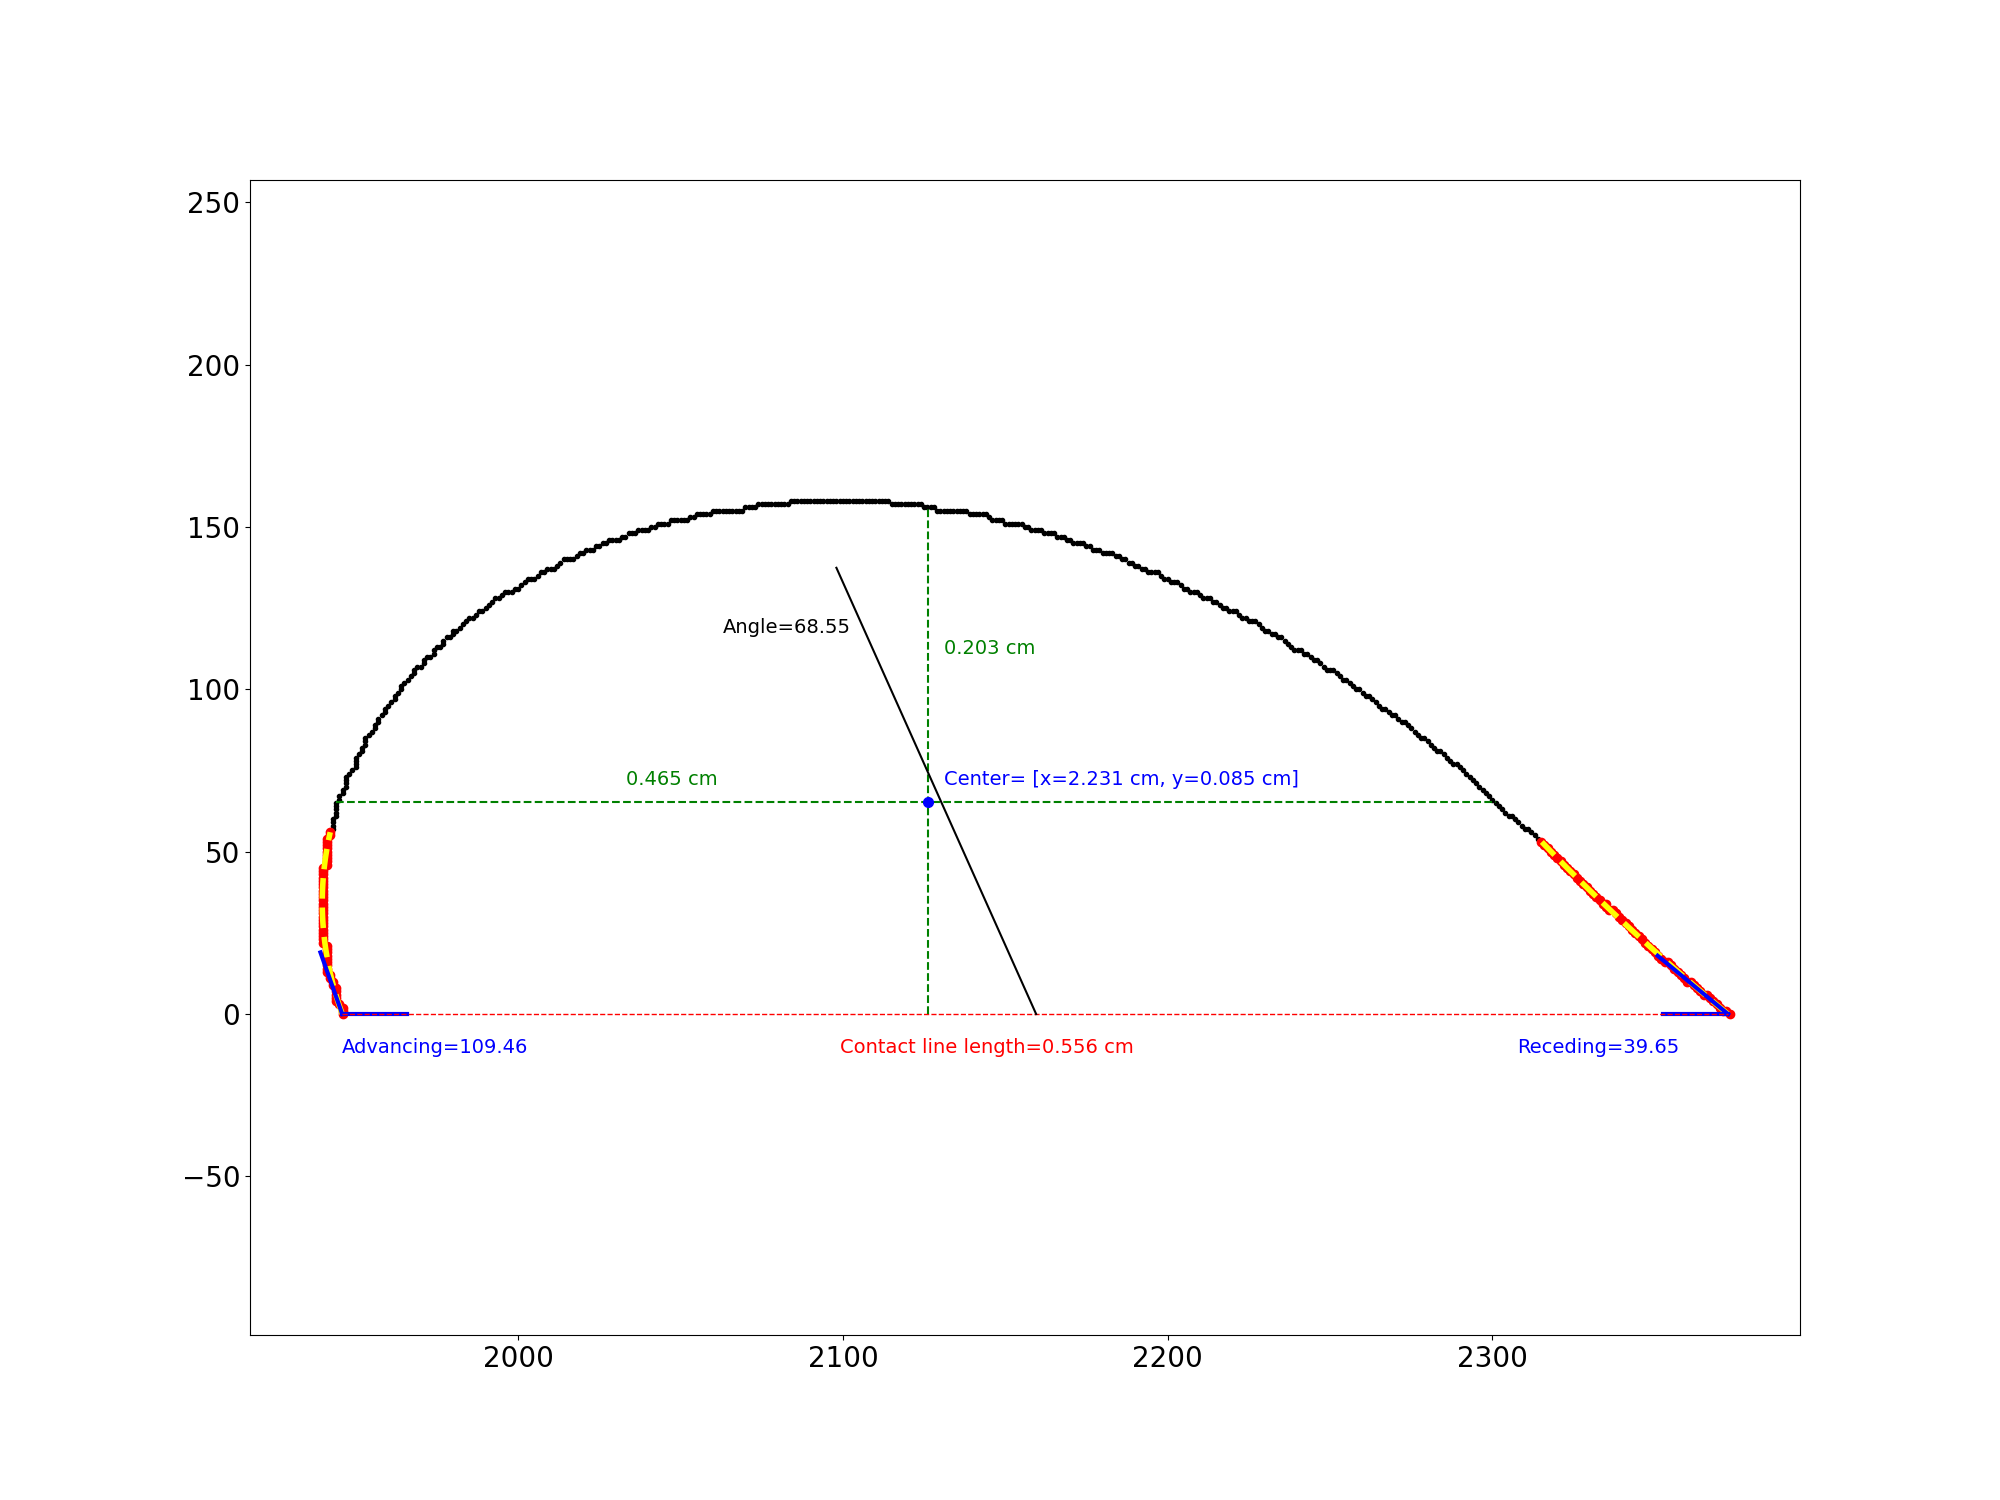 250
200
150
Angle=68.55
0.203 cm
100
0.465 cm
Center= [x=2.231 cm, y=0.085 cm]
50
0
Advancing=109.46
Contact line length=0.556 cm
Receding=39.65
−50
2000
2100
2200
2300